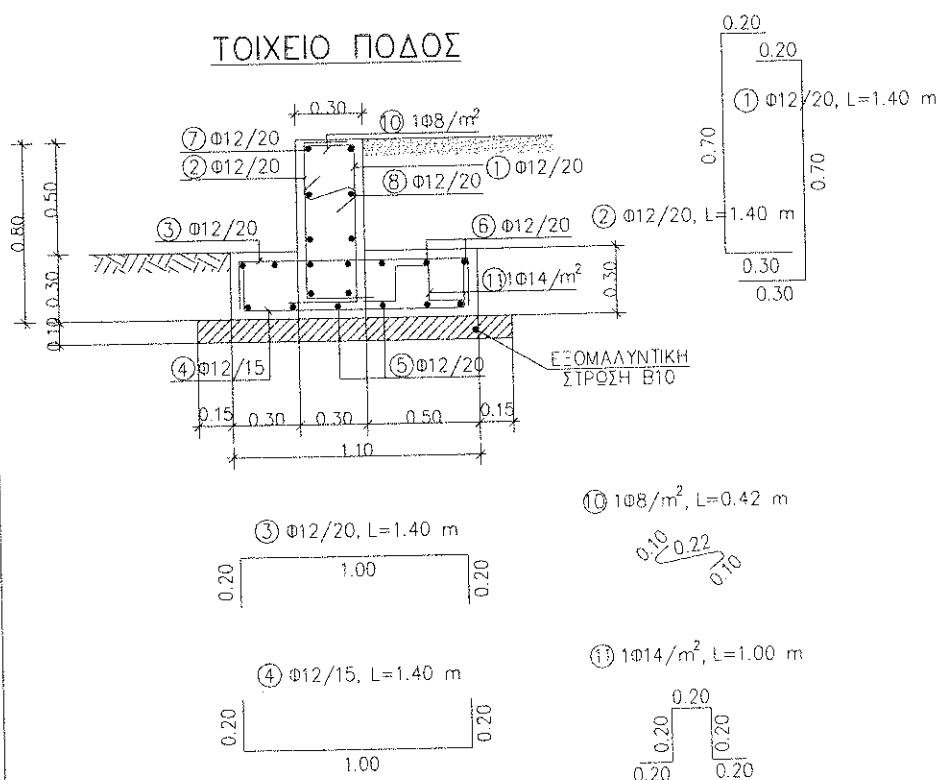 ΤΟΙΧΕΙΟ ΠΟΔΟΣ
0.30
⑩ 1Φ8/m²
⑦ Φ12/20
② Φ12/20
① Φ12/20
⑧ Φ12/20
③ Φ12/20
⑥ Φ12/20
⑪ 1Φ14/m²
0.80
0.50
0.30
0.10
0.30
④ Φ12/15
⑤ Φ12/20
ΕΞΟΜΑΛΥΝΤΙΚΗ
ΣΤΡΩΣΗ Β10
0.15
0.30
0.30
0.50
0.15
1.10
0.20
0.20
① Φ12/20, L=1.40 m
0.70
0.70
② Φ12/20, L=1.40 m
0.30
0.30
③ Φ12/20, L=1.40 m
0.20
1.00
0.20
⑩ 1Φ8/m², L=0.42 m
0.10
0.22
0.10
④ Φ12/15, L=1.40 m
0.20
0.20
1.00
⑪ 1Φ14/m², L=1.00 m
0.20
0.20
0.20
0.20
0.20